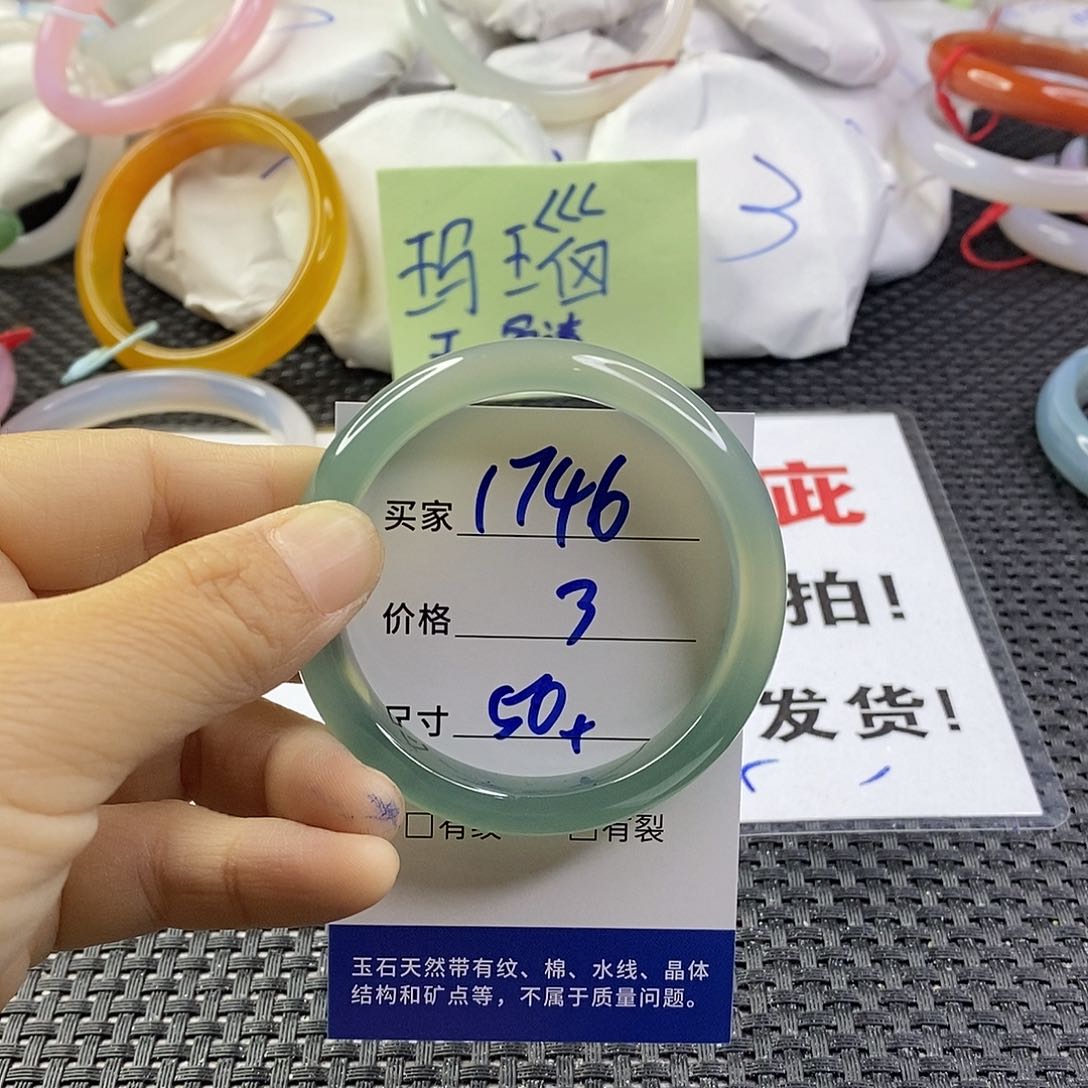 3
玛瑙
买家 1746
价格 3
尺寸 50+
此
拍！
发货！
有纹 有裂
玉石天然带有纹、棉、水线、晶体
结构和矿点等，不属于质量问题。